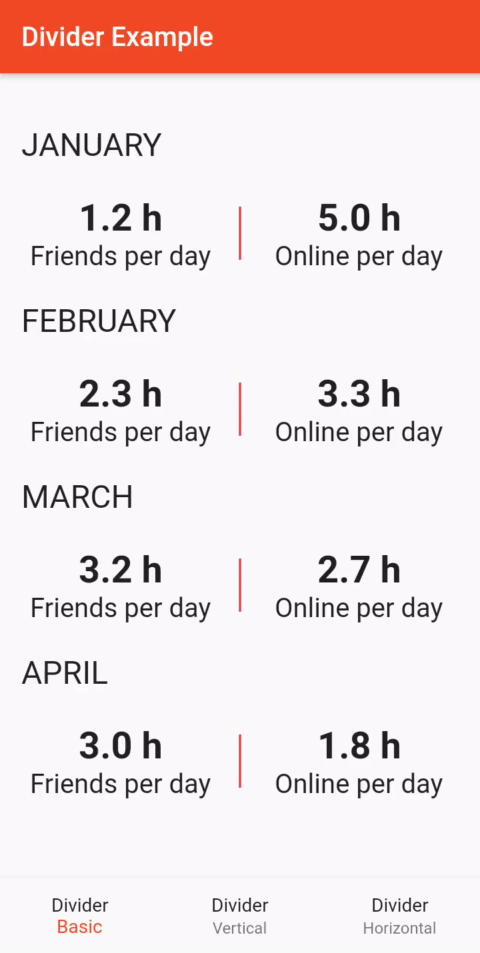 Divider Example
JANUARY
1.2 h 5.0 h
Friends per day Online per day
FEBRUARY
2.3 h 3.3 h
Friends per day Online per day
MARCH
3.2 h 2.7 h
Friends per day Online per day
APRIL
3.0 h 1.8 h
Friends per day Online per day
Divider Divider Divider
Basic Vertical Horizontal